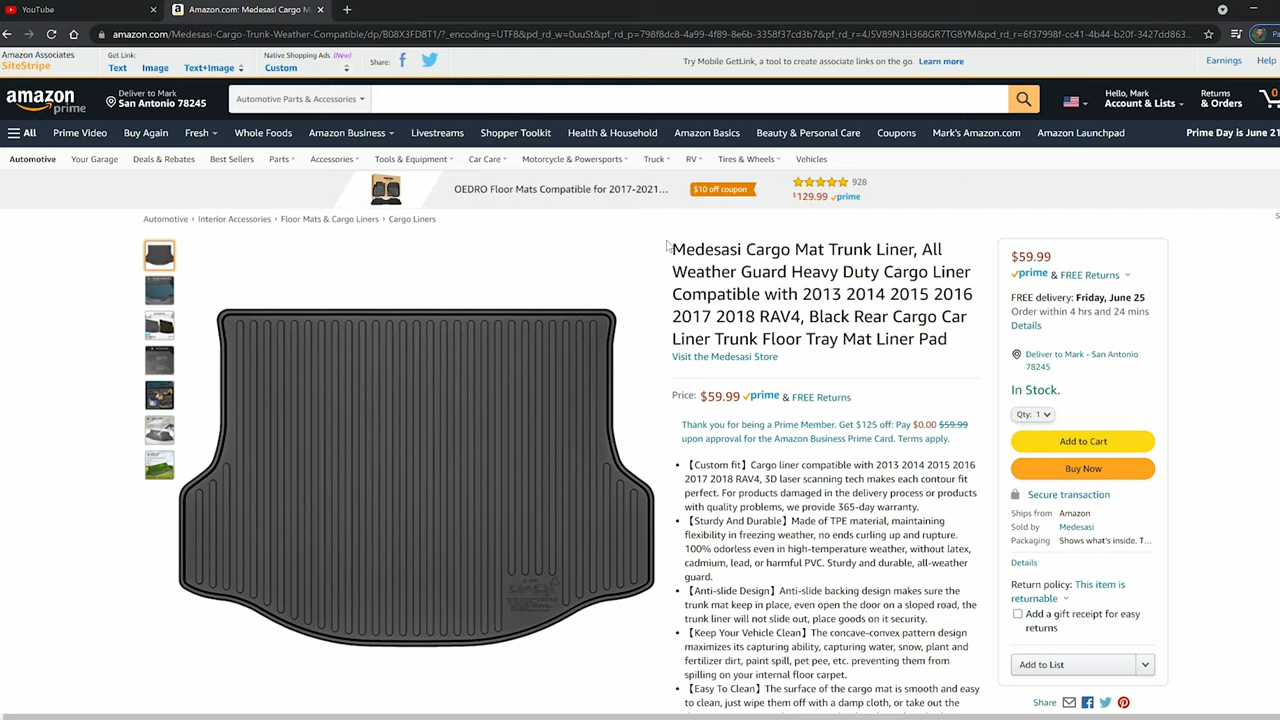 YouTube
Amazon.com: Medesasi Cargo M
amazon.com/Medesasi-Cargo-Trunk-Weather-Compatible/dp/B08X3FD8T1/?_encoding=UTF8&pd_rd_w=0uuSt&pf_rd_p=798f8dc8-4a99-4f89-8e6b-3358f37cd3b7&pf_rd_r=4J5V89N3H368GR7TG8YM&pd_rd_r=6f37998f-cc41-4b44-b20f-3427dd863...
Amazon Associates
SiteStripe
Get Link:
Text Image Text+Image
Native Shopping Ads (New)
Custom
Share:
Try Mobile GetLink, a tool to create associate links on the go. Learn more
Earnings Help
amazon prime
Deliver to Mark
San Antonio 78245
Automotive Parts & Accessories
Hello, Mark
Account & Lists
Returns
& Orders
0
All Prime Video Buy Again Fresh Whole Foods Amazon Business Livestreams Shopper Toolkit Health & Household Amazon Basics Beauty & Personal Care Coupons Mark's Amazon.com Amazon Launchpad Prime Day is June 21
Automotive Your Garage Deals & Rebates Best Sellers Parts Accessories Tools & Equipment Car Care Motorcycle & Powersports Truck RV Tires & Wheels Vehicles
OEDRO Floor Mats Compatible for 2017-2021... $10 off coupon
928
$129.99 prime
Automotive › Interior Accessories › Floor Mats & Cargo Liners › Cargo Liners
Medesasi Cargo Mat Trunk Liner, All
Weather Guard Heavy Duty Cargo Liner
Compatible with 2013 2014 2015 2016
2017 2018 RAV4, Black Rear Cargo Car
Liner Trunk Floor Tray Mat Liner Pad
Visit the Medesasi Store
Price: $59.99 prime & FREE Returns
Thank you for being a Prime Member. Get $125 off: Pay $0.00 $59.99
upon approval for the Amazon Business Prime Card. Terms apply.
• 【Custom fit】Cargo liner compatible with 2013 2014 2015 2016
2017 2018 RAV4, 3D laser scanning tech makes each contour fit
perfect. For products damaged in the delivery process or products
with quality problems, we provide 365-day warranty.
• 【Sturdy And Durable】Made of TPE material, maintaining
flexibility in freezing weather, no ends curling up and rupture.
100% odorless even in high-temperature weather, without latex,
cadmium, lead, or harmful PVC. Sturdy and durable, all-weather
guard.
• 【Anti-slide Design】Anti-slide backing design makes sure the
trunk mat keep in place, even open the door on a sloped road, the
trunk liner will not slide out, place goods on it security.
• 【Keep Your Vehicle Clean】The concave-convex pattern design
maximizes its capturing ability, capturing water, snow, plant and
fertilizer dirt, paint spill, pet pee, etc. preventing them from
spilling on your internal floor carpet.
• 【Easy To Clean】The surface of the cargo mat is smooth and easy
to clean, just wipe them off with a damp cloth, or take out the
$59.99
prime & FREE Returns
FREE delivery: Friday, June 25
Order within 4 hrs and 24 mins
Details
Deliver to Mark - San Antonio
78245
In Stock.
Qty: 1
Add to Cart
Buy Now
Secure transaction
Ships from Amazon
Sold by Medesasi
Packaging Shows what's inside. T...
Details
Return policy: This item is
returnable
Add a gift receipt for easy
returns
Add to List
Share